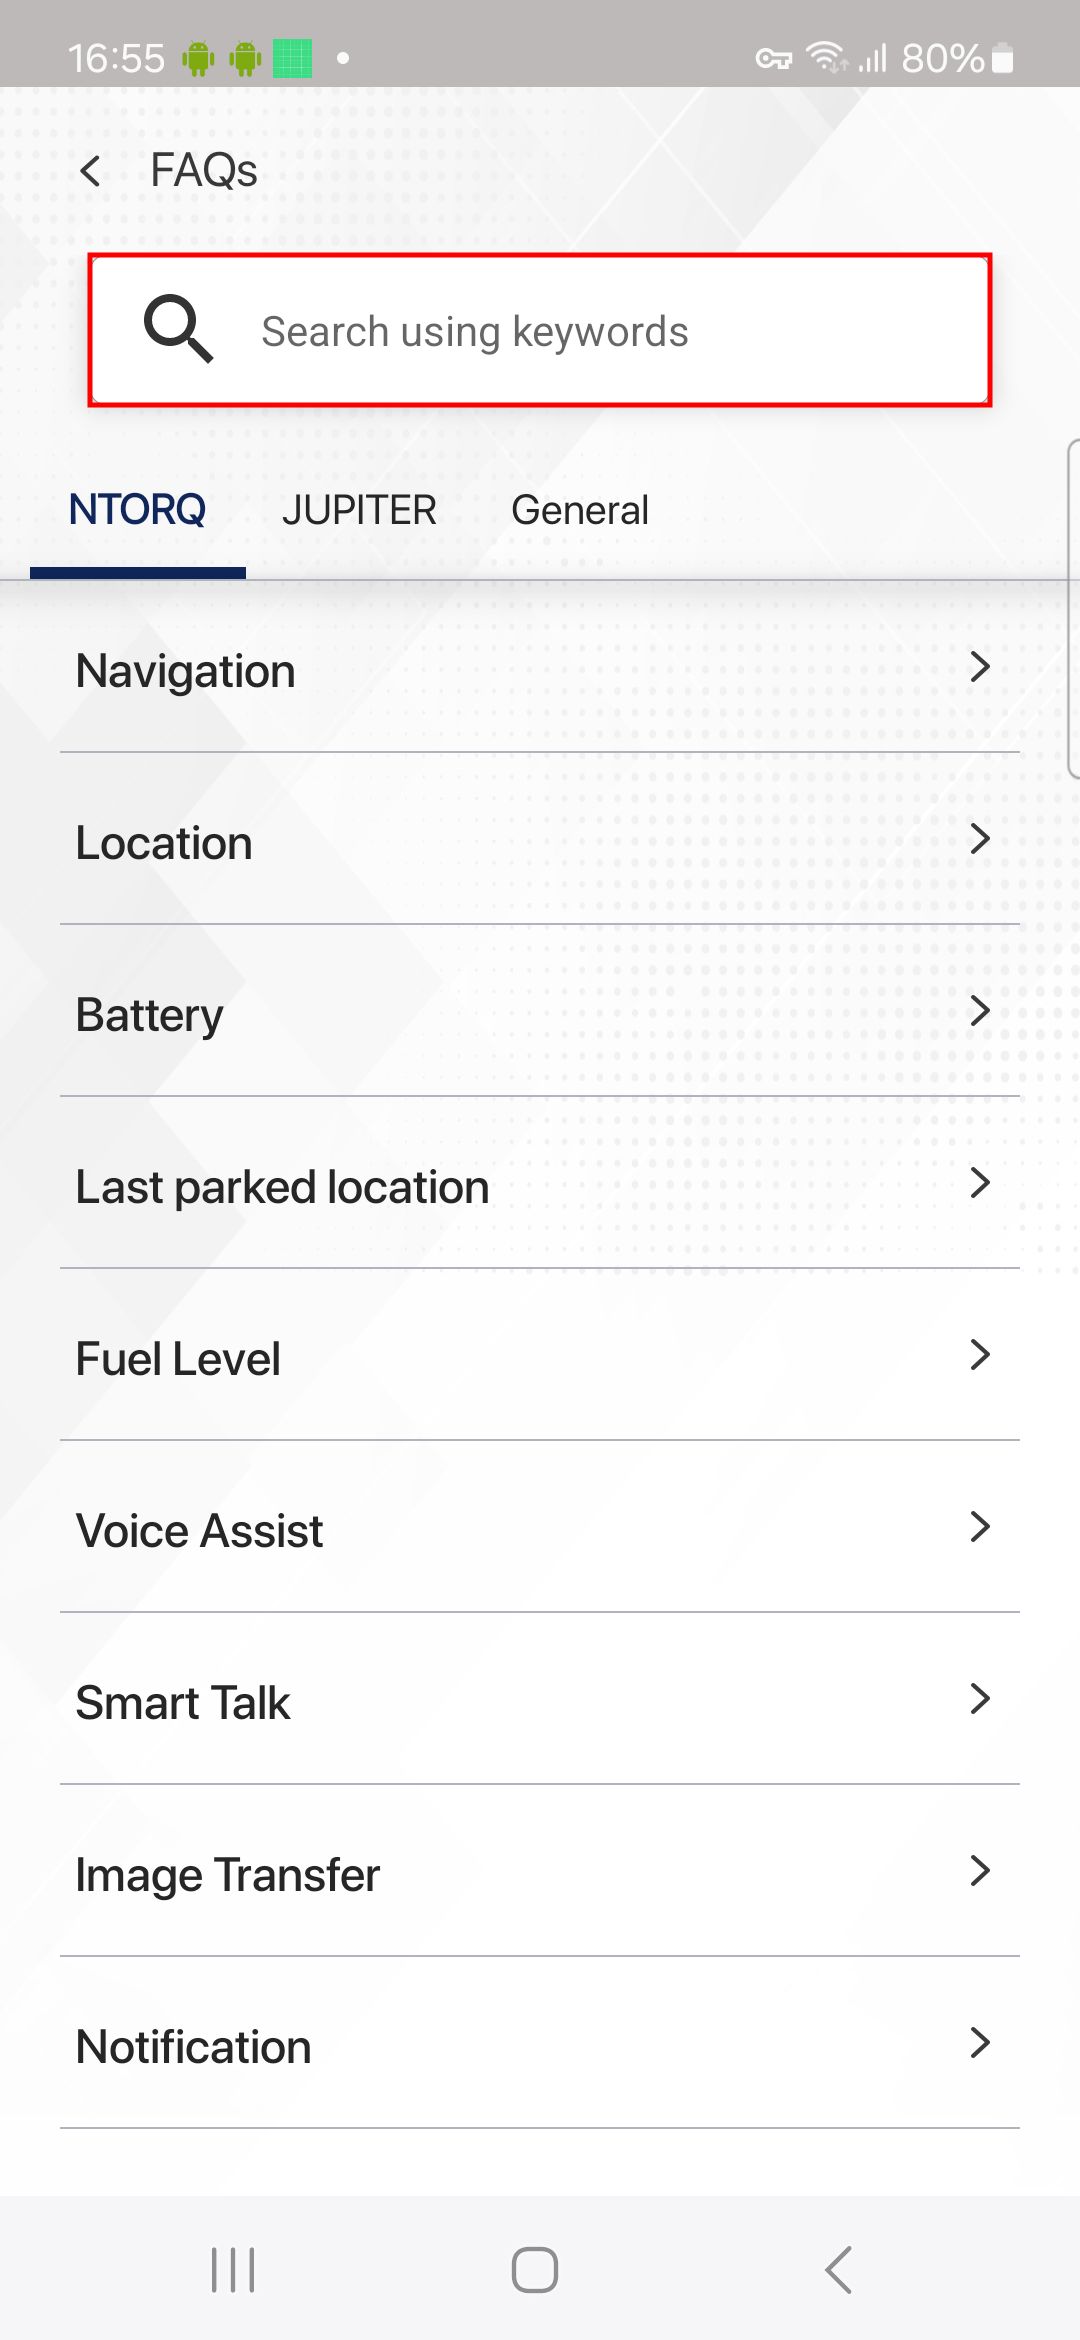 16:55 80%
FAQs
Search using keywords
NTORQ JUPITER General
Navigation
Location
Battery
Last parked location
Fuel Level
Voice Assist
Smart Talk
Image Transfer
Notification